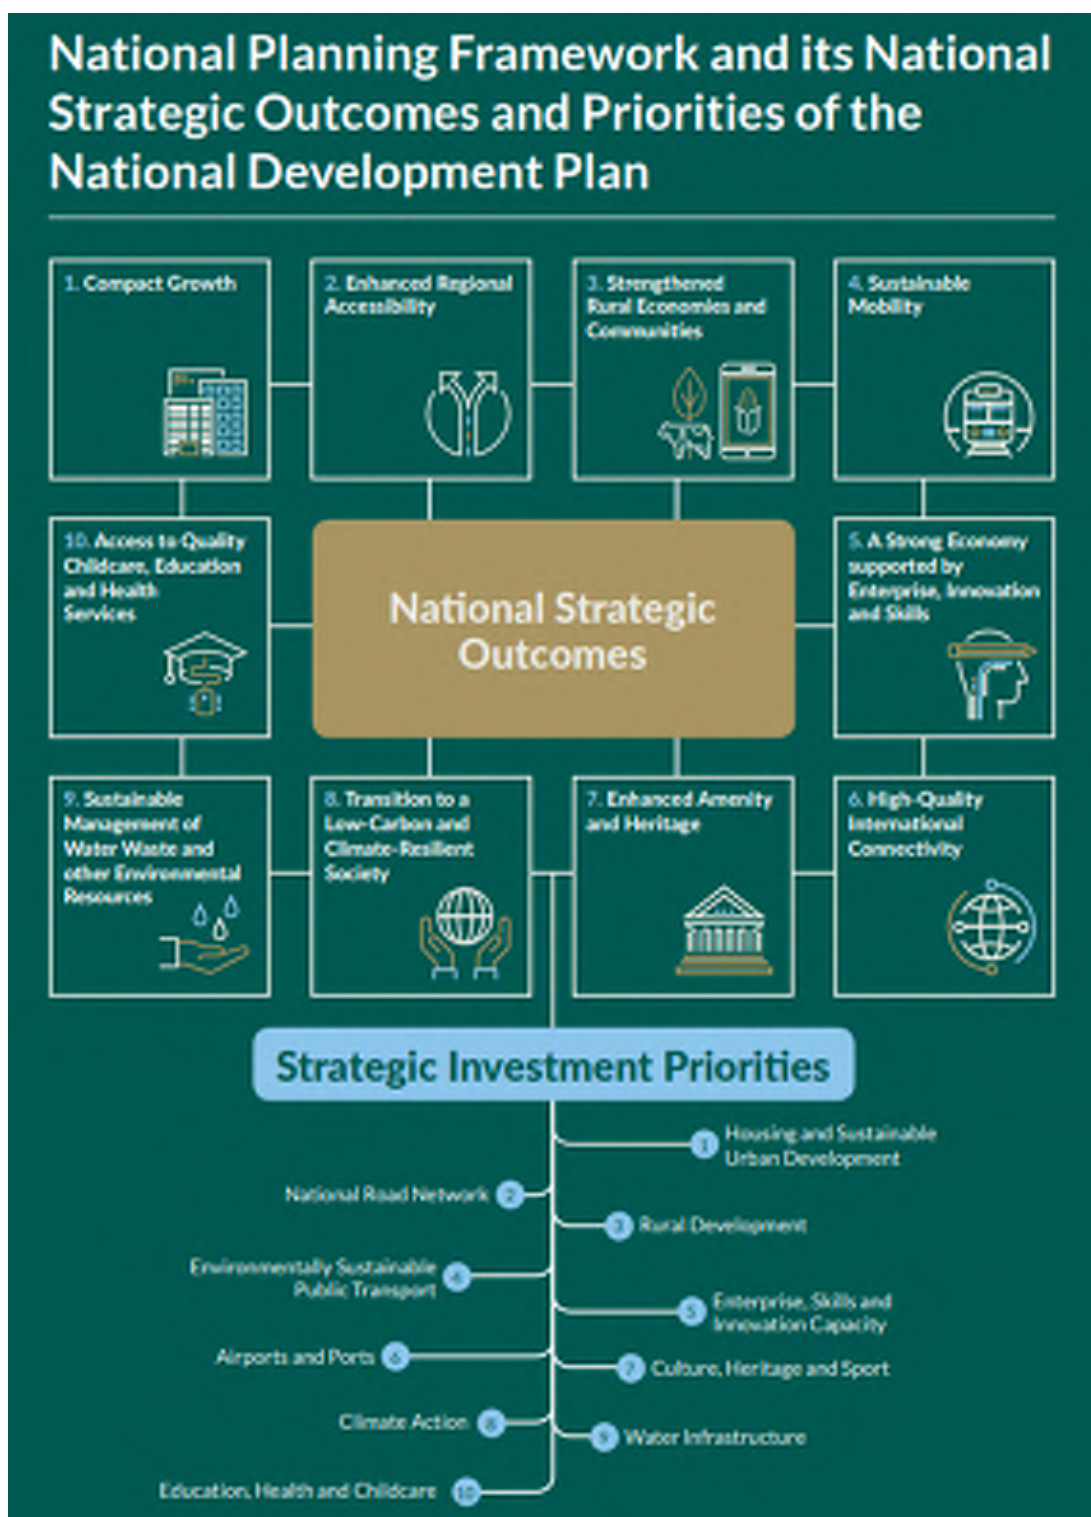 National Planning Framework and its National
Strategic Outcomes and Priorities of the
National Development Plan
1. Compact Growth
2. Enhanced Regional
Accessibility
3. Strengthened
Rural Economies and
Communities
4. Sustainable
Mobility
10. Access to Quality
Childcare, Education
and Health
Services
National Strategic
Outcomes
5. A Strong Economy
supported by
Enterprise, Innovation
and Skills
9. Sustainable
Management of
Water Waste and
other Environmental
Resources
8. Transition to a
Low-Carbon and
Climate-Resilient
Society
7. Enhanced Amenity
and Heritage
6. High-Quality
International
Connectivity
Strategic Investment Priorities
1 Housing and Sustainable
Urban Development
National Road Network 2
3 Rural Development
Environmentally Sustainable
Public Transport 4
5 Enterprise, Skills and
Innovation Capacity
Airports and Ports 6
7 Culture, Heritage and Sport
Climate Action 8
9 Water Infrastructure
Education, Health and Childcare 10